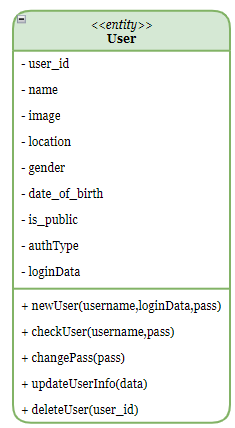 <<entity>>
User
- user_id
- name
- image
- location
- gender
- date_of_birth
- is_public
- authType
- loginData
+ newUser(username,loginData,pass)
+ checkUser(username,pass)
+ changePass(pass)
+ updateUserInfo(data)
+ deleteUser(user_id)